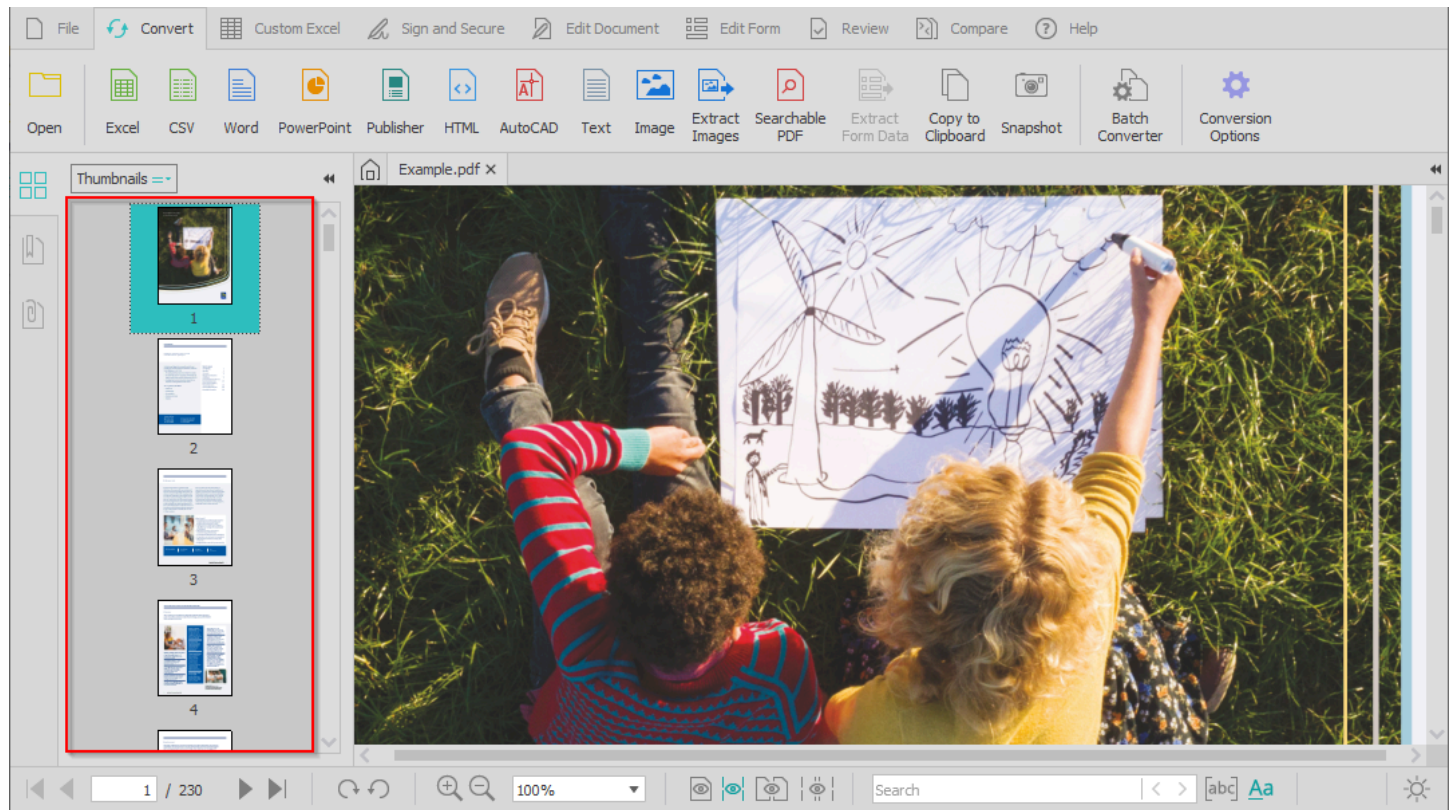 File Convert Custom Excel Sign and Secure Edit Document Edit Form Review Compare Help
Open Excel CSV Word PowerPoint Publisher HTML AutoCAD Text Image Extract Images Searchable PDF Extract Form Data Copy to Clipboard Snapshot Batch Converter Conversion Options
Thumbnails
Example.pdf
1
2
3
4
1 / 230 100% Search [abc] Aa